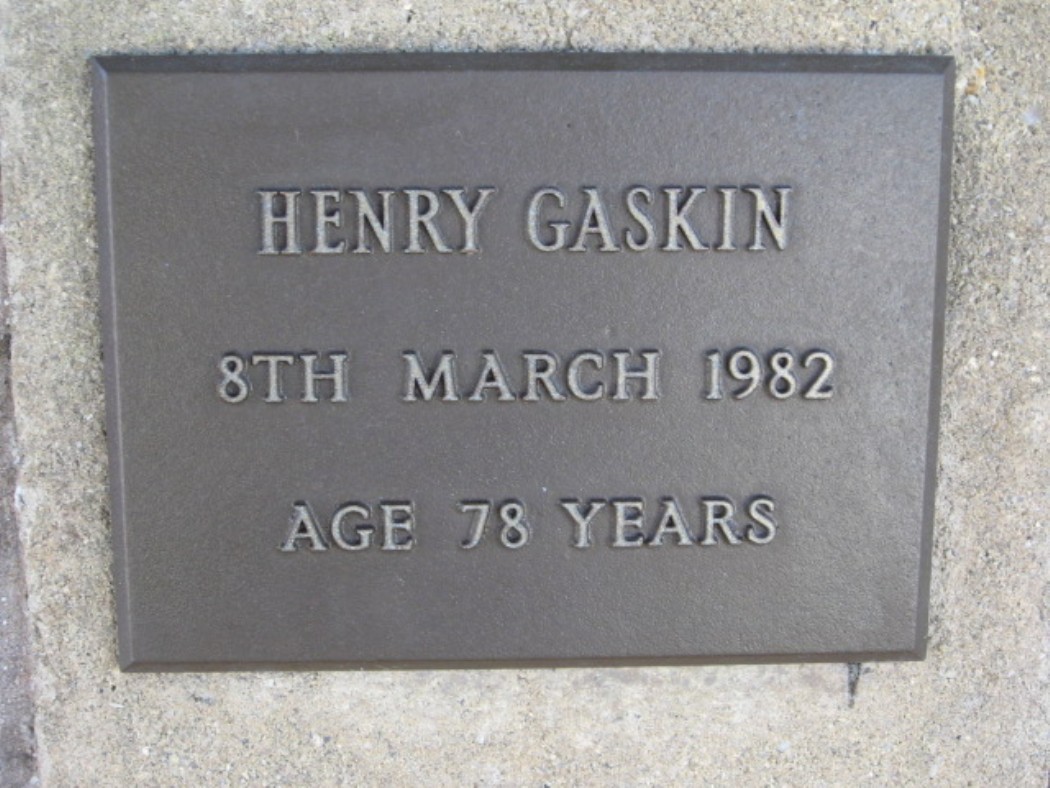 HENRY GASKIN
8TH MARCH 1982
AGE 78 YEARS